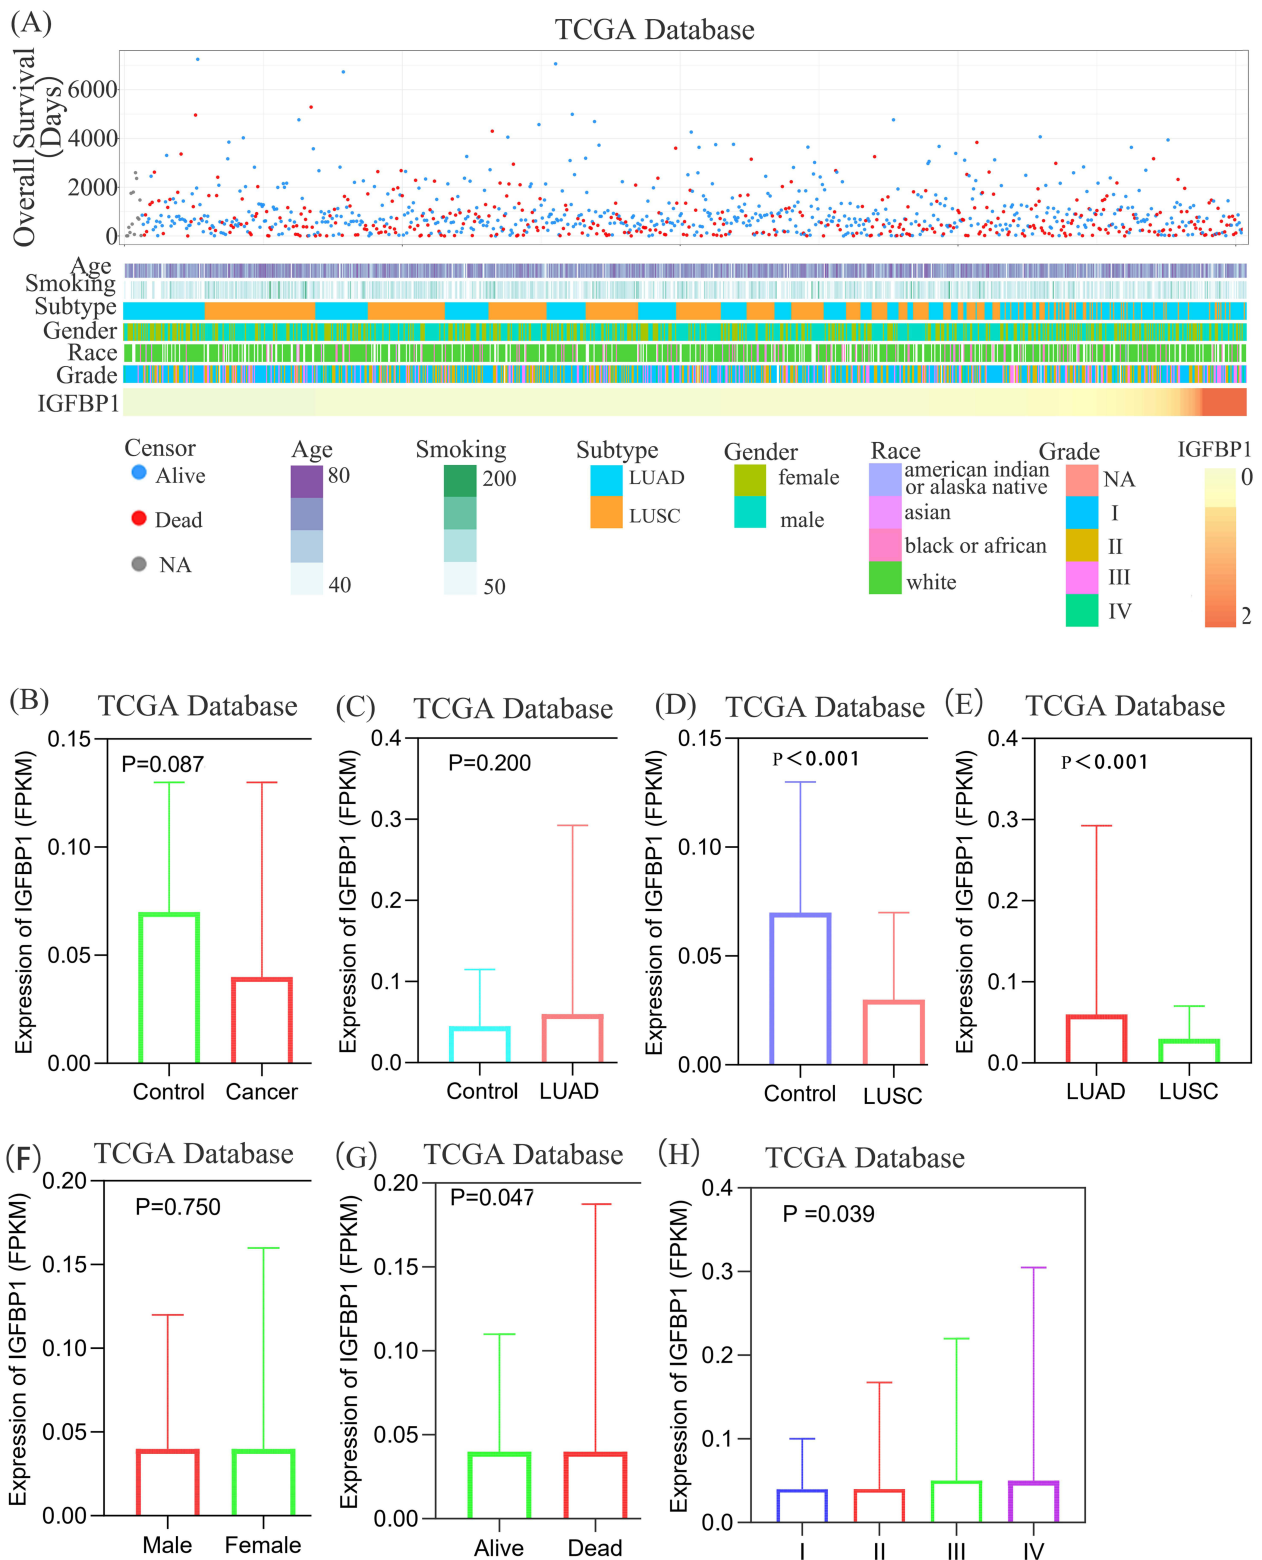 (A)
TCGA Database
Overall Survival
(Days)
6000
4000
2000
0
Age
Smoking
Subtype
Gender
Race
Grade
IGFBP1
Censor
Alive
Dead
NA
Age
80
40
Smoking
200
50
Subtype
LUAD
LUSC
Gender
female
male
Race
american indian
or alaska native
asian
black or african
white
Grade
NA
I
II
III
IV
IGFBP1
0
2
(B)
TCGA Database
P=0.087
Expression of IGFBP1 (FPKM)
0.15
0.10
0.05
0.00
Control Cancer
(C)
TCGA Database
P=0.200
Expression of IGFBP1 (FPKM)
0.4
0.3
0.2
0.1
0.0
Control LUAD
(D)
TCGA Database
P<0.001
Expression of IGFBP1 (FPKM)
0.15
0.10
0.05
0.00
Control LUSC
(E)
TCGA Database
P<0.001
Expression of IGFBP1 (FPKM)
0.4
0.3
0.2
0.1
0.0
LUAD LUSC
(F)
TCGA Database
P=0.750
Expression of IGFBP1 (FPKM)
0.20
0.15
0.10
0.05
0.00
Male Female
(G)
TCGA Database
P=0.047
Expression of IGFBP1 (FPKM)
0.20
0.15
0.10
0.05
0.00
Alive Dead
(H)
TCGA Database
P =0.039
Expression of IGFBP1 (FPKM)
0.4
0.3
0.2
0.1
0.0
I II III IV